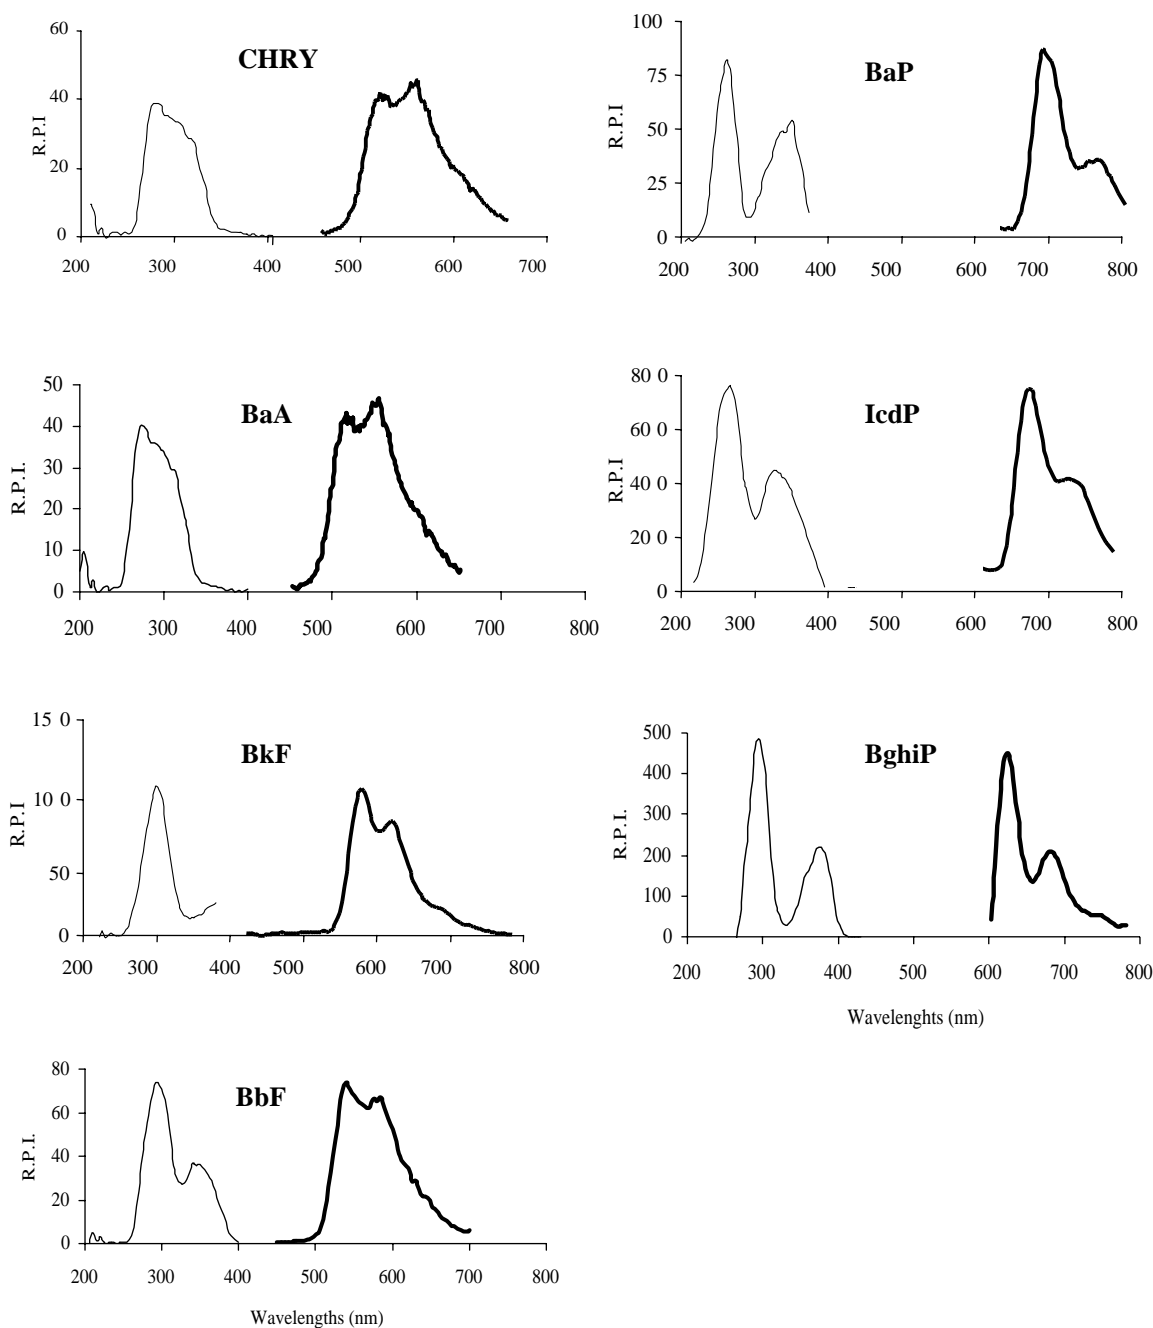 CHRY
R.P.I
60
40
20
0
200 300 400 500 600 700
BaP
R.P.I
100
75
50
25
0
200 300 400 500 600 700 800
BaA
R.P.I.
50
40
30
20
10
0
200 300 400 500 600 700 800
IcdP
R.P.I
80 0
60 0
40 0
20 0
0
200 300 400 500 600 700 800
BkF
R.P.I
15 0
10 0
50
0
200 300 400 500 600 700 800
BghiP
R.P.I.
500
400
300
200
100
0
200 300 400 500 600 700 800
Wavelenghts (nm)
BbF
R.P.I.
80
60
40
20
0
200 300 400 500 600 700 800
Wavelengths (nm)